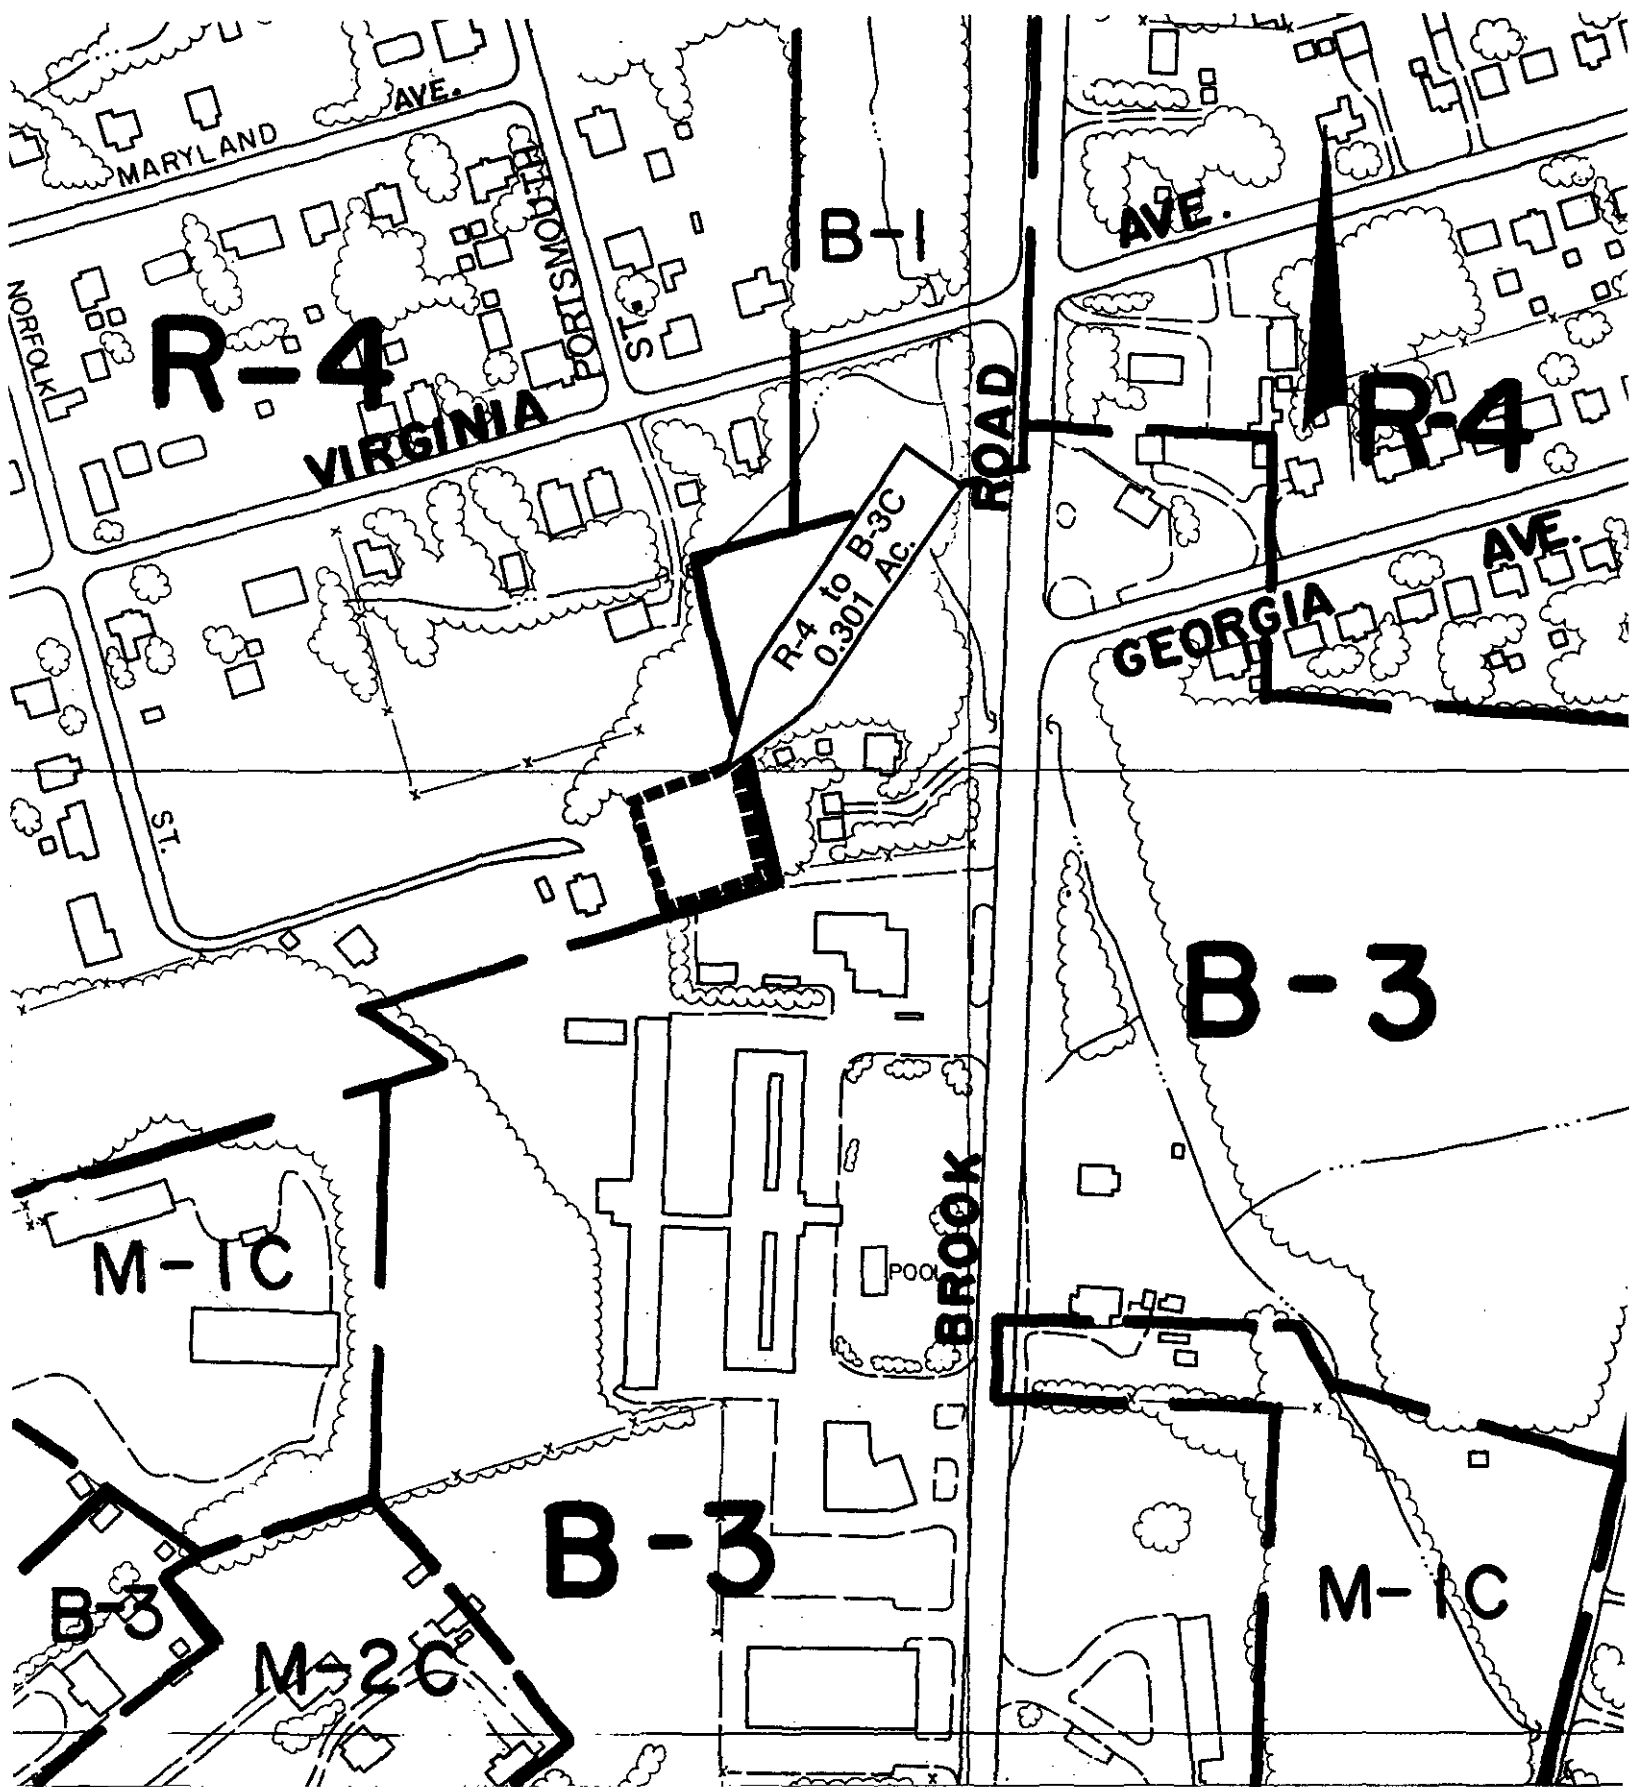 AVE.
MARYLAND
PORTSMOUTH
ST.
B-1
AVE.
NORFOLK
R-4
VIRGINIA
ROAD
R-4
R-4 to B-3C
0.301 Ac.
AVE.
GEORGIA
ST.
B-3
BROOK
M-1C
POOL
B-3
B-3
M-1C
M-2C